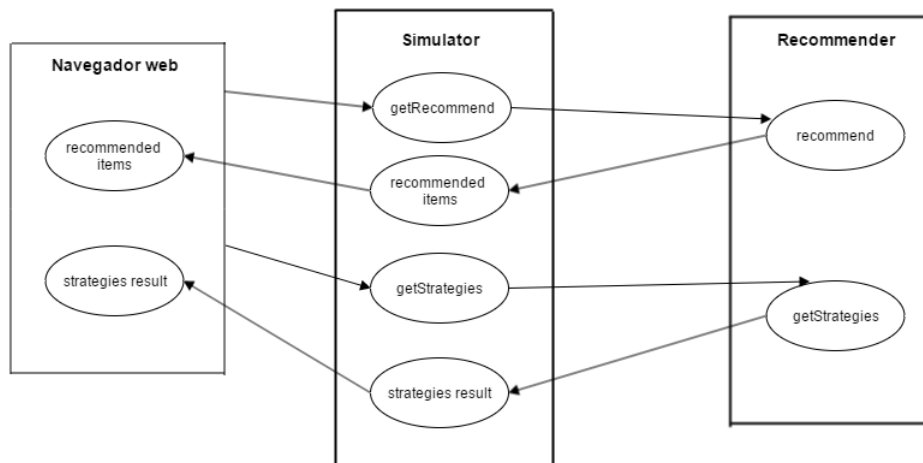 Navegador web
recommended
items
strategies result
Simulator
getRecommend
recommended
items
getStrategies
strategies result
Recommender
recommend
getStrategies